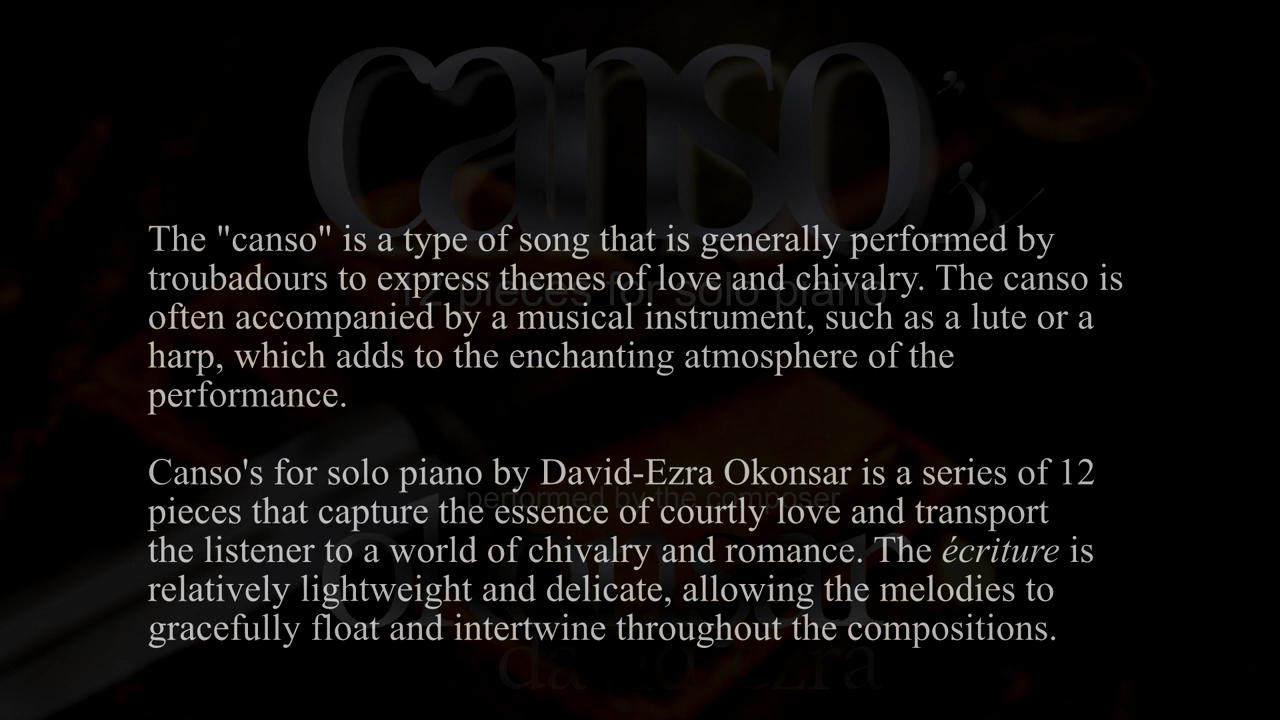 canso's
The "canso" is a type of song that is generally performed by
troubadours to express themes of love and chivalry. The canso is
12 pieces for solo piano
often accompanied by a musical instrument, such as a lute or a
harp, which adds to the enchanting atmosphere of the
performance.
Canso's for solo piano by David-Ezra Okonsar is a series of 12
performed by the composer
pieces that capture the essence of courtly love and transport
the listener to a world of chivalry and romance. The écriture is
okonsar
relatively lightweight and delicate, allowing the melodies to
gracefully float and intertwine throughout the compositions.
david ezra